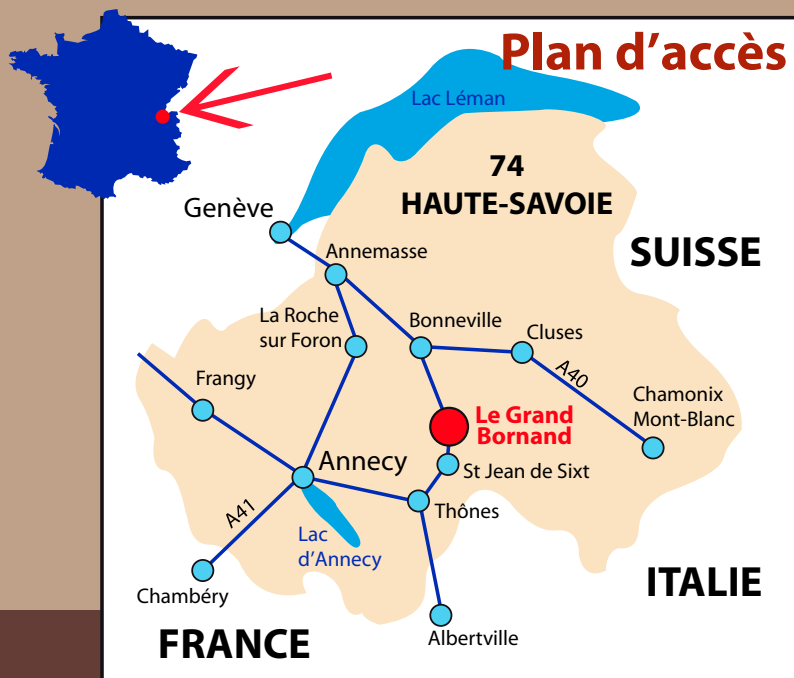 Plan d’accès
Lac Léman
74
HAUTE-SAVOIE
Genève
SUISSE
Annemasse
La Roche
sur Foron
Bonneville
Cluses
A40
Frangy
Chamonix
Mont-Blanc
Le Grand
Bornand
Annecy
St Jean de Sixt
A41
Thônes
Lac
d’Annecy
Chambéry
ITALIE
FRANCE
Albertville